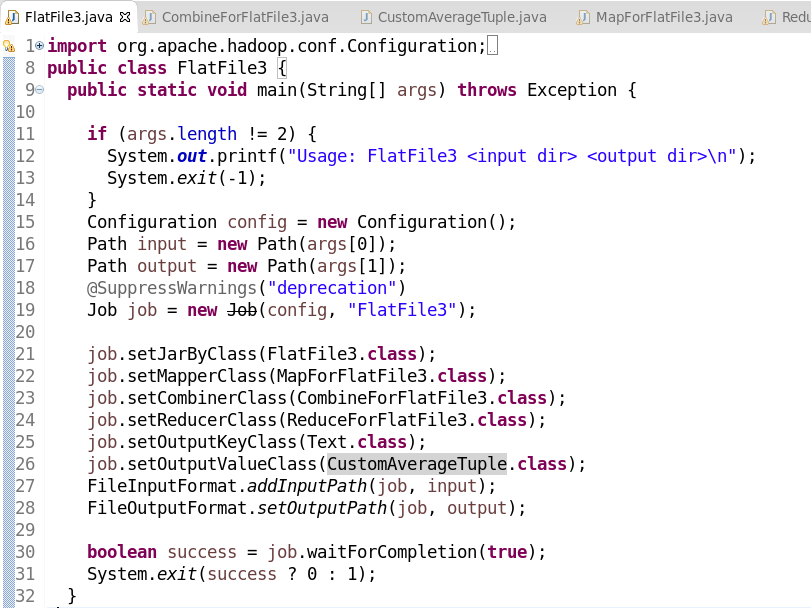 FlatFile3.java CombineForFlatFile3.java CustomAverageTuple.java MapForFlatFile3.java Redu
1 import org.apache.hadoop.conf.Configuration;
8 public class FlatFile3 {
9 public static void main(String[] args) throws Exception {
10
11 if (args.length != 2) {
12 System.out.printf("Usage: FlatFile3 <input dir> <output dir>\n");
13 System.exit(-1);
14 }
15 Configuration config = new Configuration();
16 Path input = new Path(args[0]);
17 Path output = new Path(args[1]);
18 @SuppressWarnings("deprecation")
19 Job job = new Job(config, "FlatFile3");
20
21 job.setJarByClass(FlatFile3.class);
22 job.setMapperClass(MapForFlatFile3.class);
23 job.setCombinerClass(CombineForFlatFile3.class);
24 job.setReducerClass(ReduceForFlatFile3.class);
25 job.setOutputKeyClass(Text.class);
26 job.setOutputValueClass(CustomAverageTuple.class);
27 FileInputFormat.addInputPath(job, input);
28 FileOutputFormat.setOutputPath(job, output);
29
30 boolean success = job.waitForCompletion(true);
31 System.exit(success ? 0 : 1);
32 }